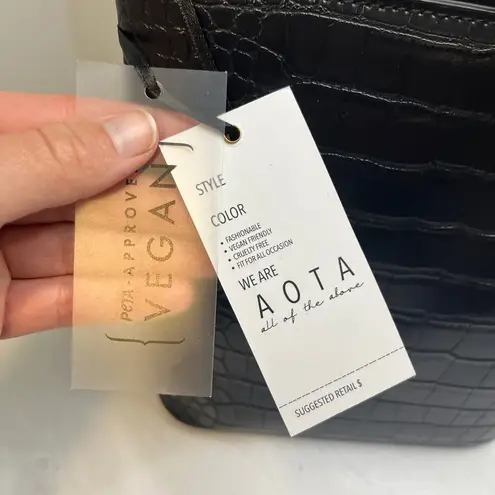 PeTA-APPROVED
{VEGAN}
STYLE
COLOR
• FASHIONABLE
• VEGAN FRIENDLY
• CRUELTY FREE
• FIT FOR ALL OCCASION
WE ARE
AOTA
all of the above
SUGGESTED RETAIL $